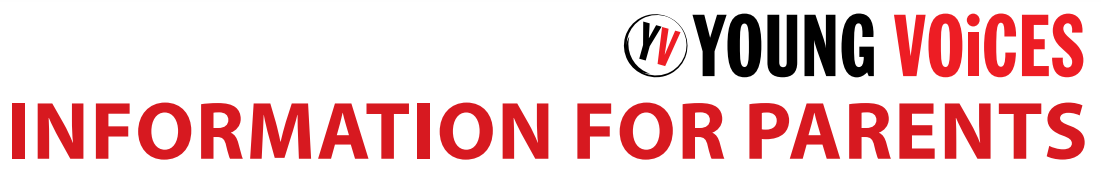 YV YOUNG VOiCES
INFORMATION FOR PARENTS